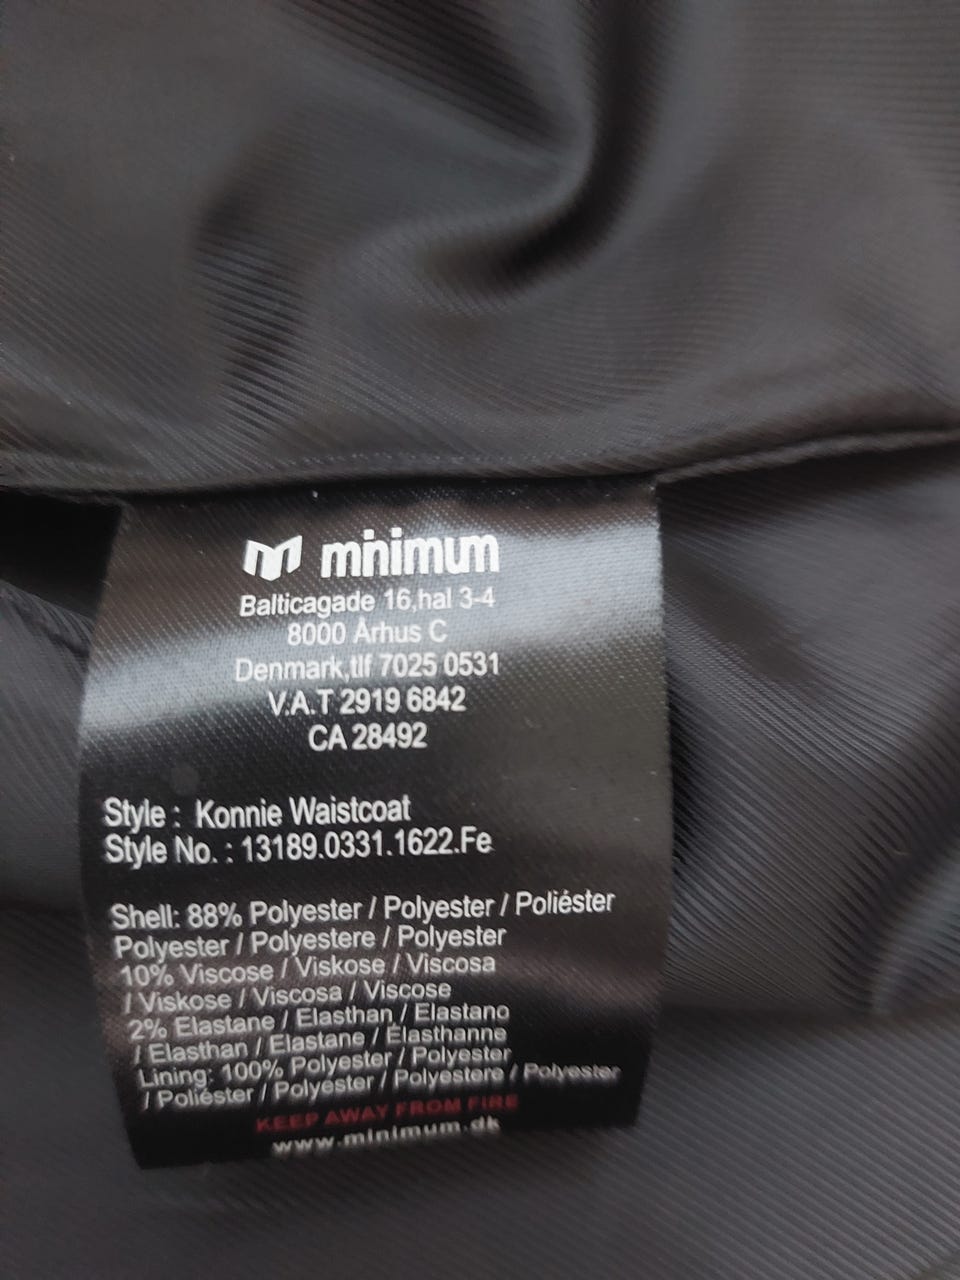 minimum
Balticagade 16,hal 3-4
8000 Århus C
Denmark,tlf 7025 0531
V.A.T 2919 6842
CA 28492
Style : Konnie Waistcoat
Style No. : 13189.0331.1622.Fe
Shell: 88% Polyester / Polyester / Poliéster
Polyester / Polyestere / Polyester
10% Viscose / Viskose / Viscosa
/ Viskose / Viscosa / Viscose
2% Elastane / Elasthan / Elastano
/ Elasthan / Elastane / Élasthanne
Lining: 100% Polyester / Polyester
/ Poliéster / Polyester / Polyestere / Polyester
KEEP AWAY FROM FIRE
www.minimum.dk